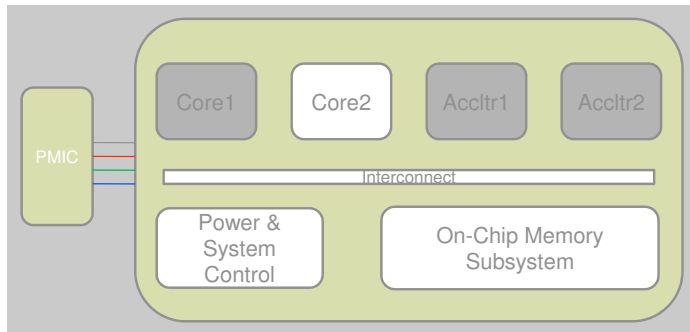 Core1
Core2
Accltr1
Accltr2
PMIC
Interconnect
Power &
System
Control
On-Chip Memory
Subsystem